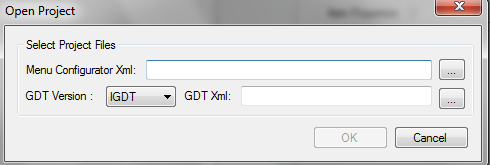 Open Project
Select Project Files
Menu Configurator Xml:
...
GDT Version :
IGDT
GDT Xml:
...
OK
Cancel